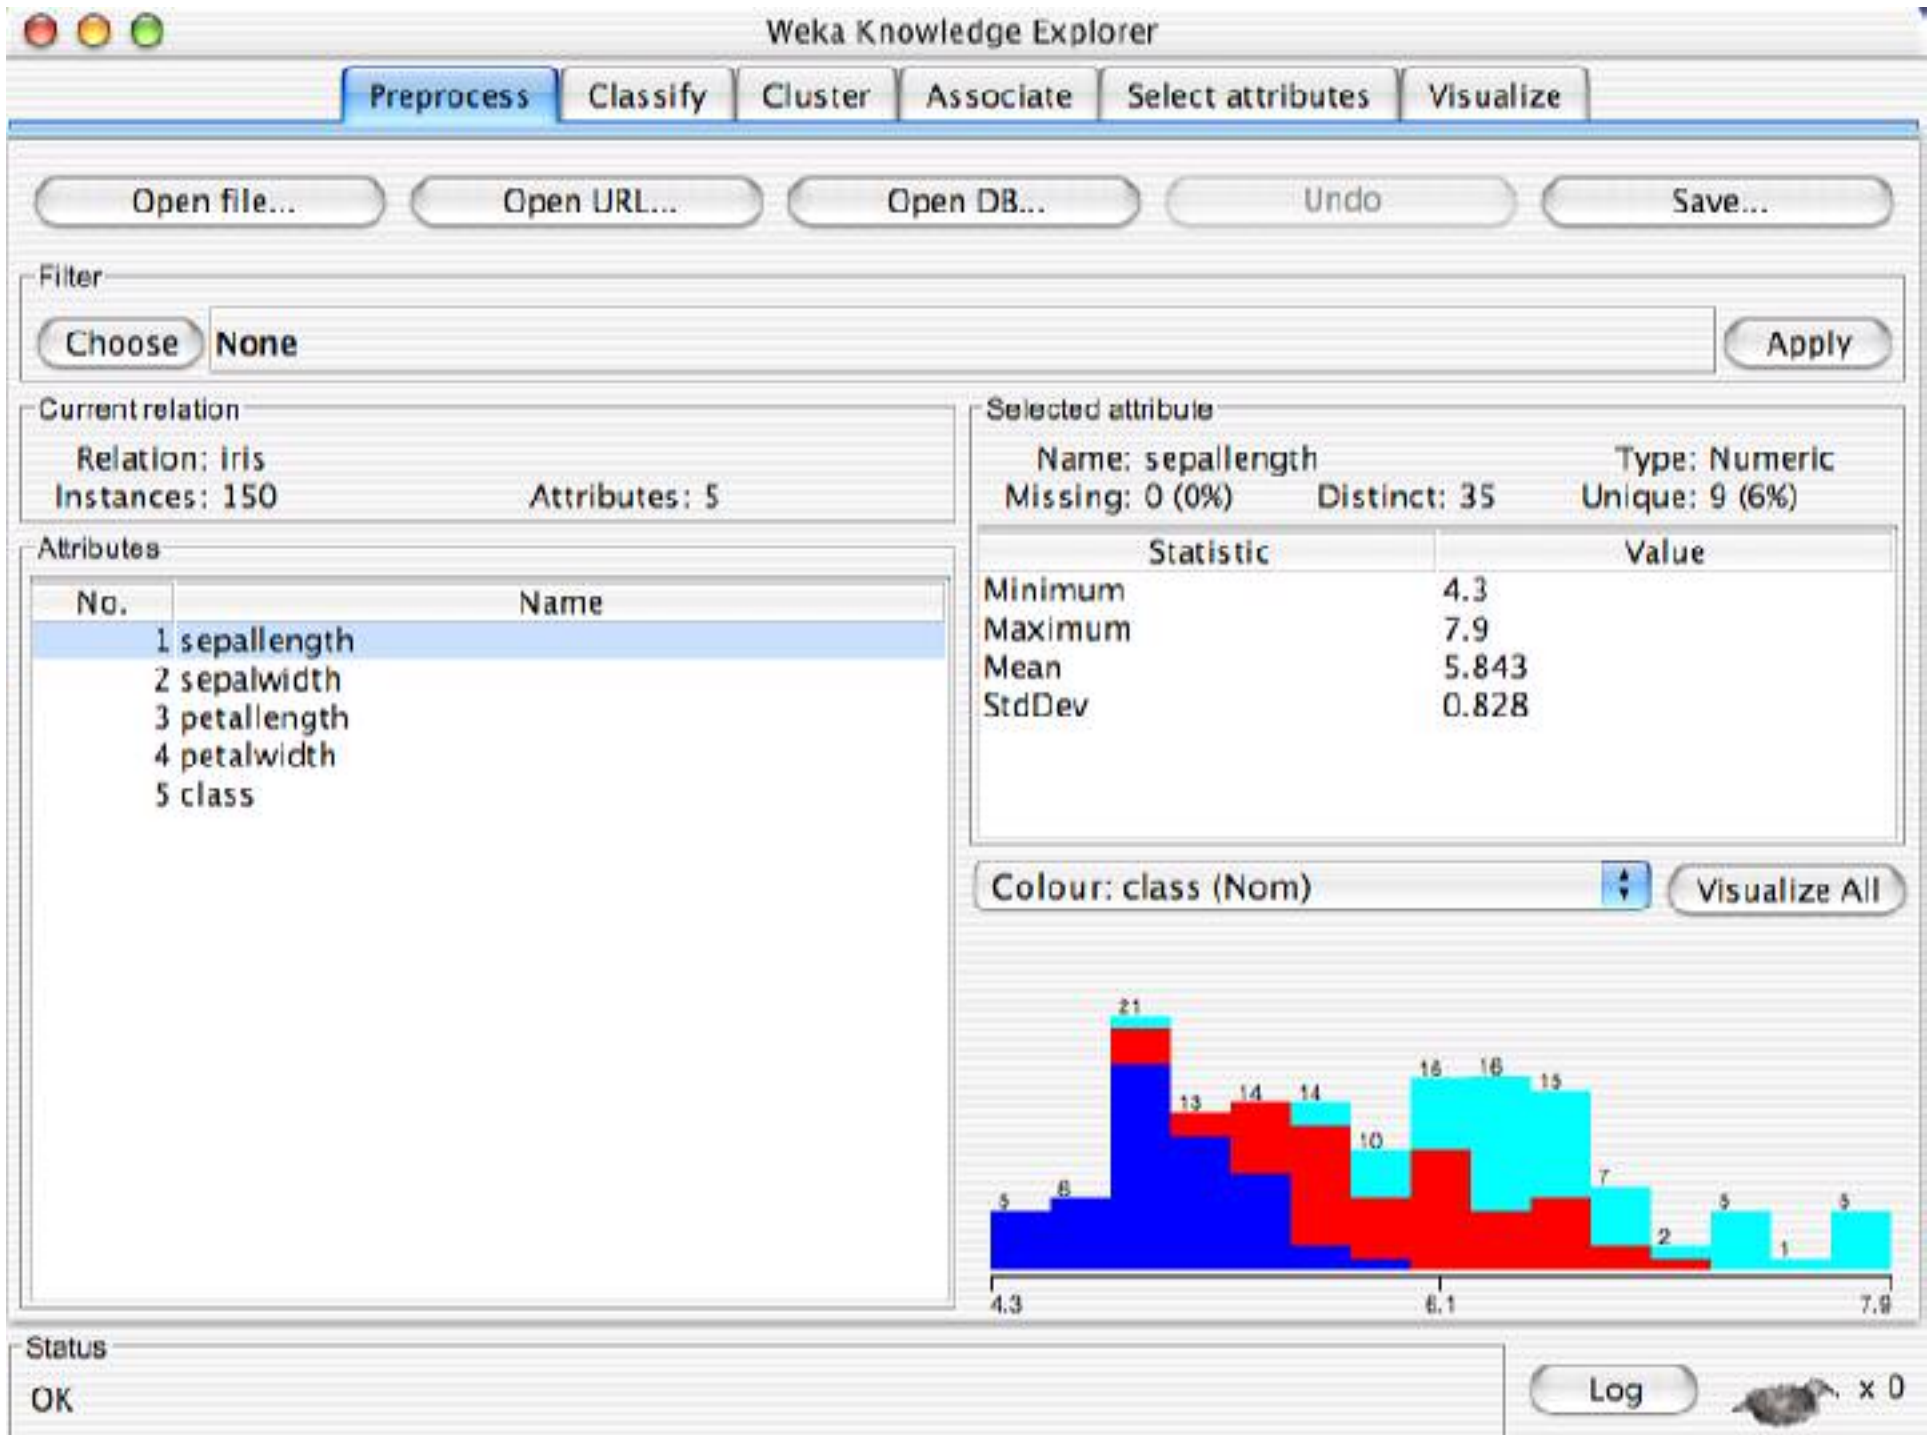 Weka Knowledge Explorer
Preprocess Classify Cluster Associate Select attributes Visualize
Open file... Open URL... Open DB... Undo Save...
Filter
Choose None Apply
Current relation
Relation: iris
Instances: 150 Attributes: 5
Attributes
No. Name
1 sepallength
2 sepalwidth
3 petallength
4 petalwidth
5 class
Selected attribute
Name: sepallength Type: Numeric
Missing: 0 (0%) Distinct: 35 Unique: 9 (6%)
Statistic Value
Minimum 4.3
Maximum 7.9
Mean 5.843
StdDev 0.828
Colour: class (Nom) Visualize All
5 6 21 13 14 14 10 16 16 15 7 2 5 1 5
4.3 6.1 7.9
Status
OK
Log x 0